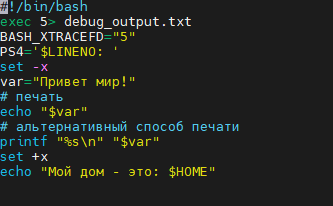 #!/bin/bash
exec 5> debug_output.txt
BASH_XTRACEFD="5"
PS4='$LINENO: '
set -x
var="Привет мир!"
# печать
echo "$var"
# альтернативный способ печати
printf "%s\n" "$var"
set +x
echo "Мой дом - это: $HOME"